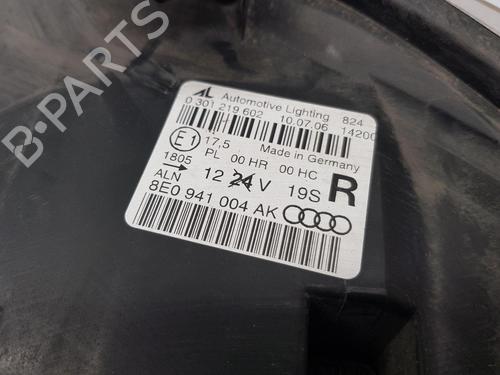 AL Automotive Lighting 824
0 301 219 602 10.07.06 14200
E1 17,5 Made in Germany
1805 PL 00 HR 00 HC
ALN 12 24 V 19S R
8E0 941 004 AK
B-PARTS